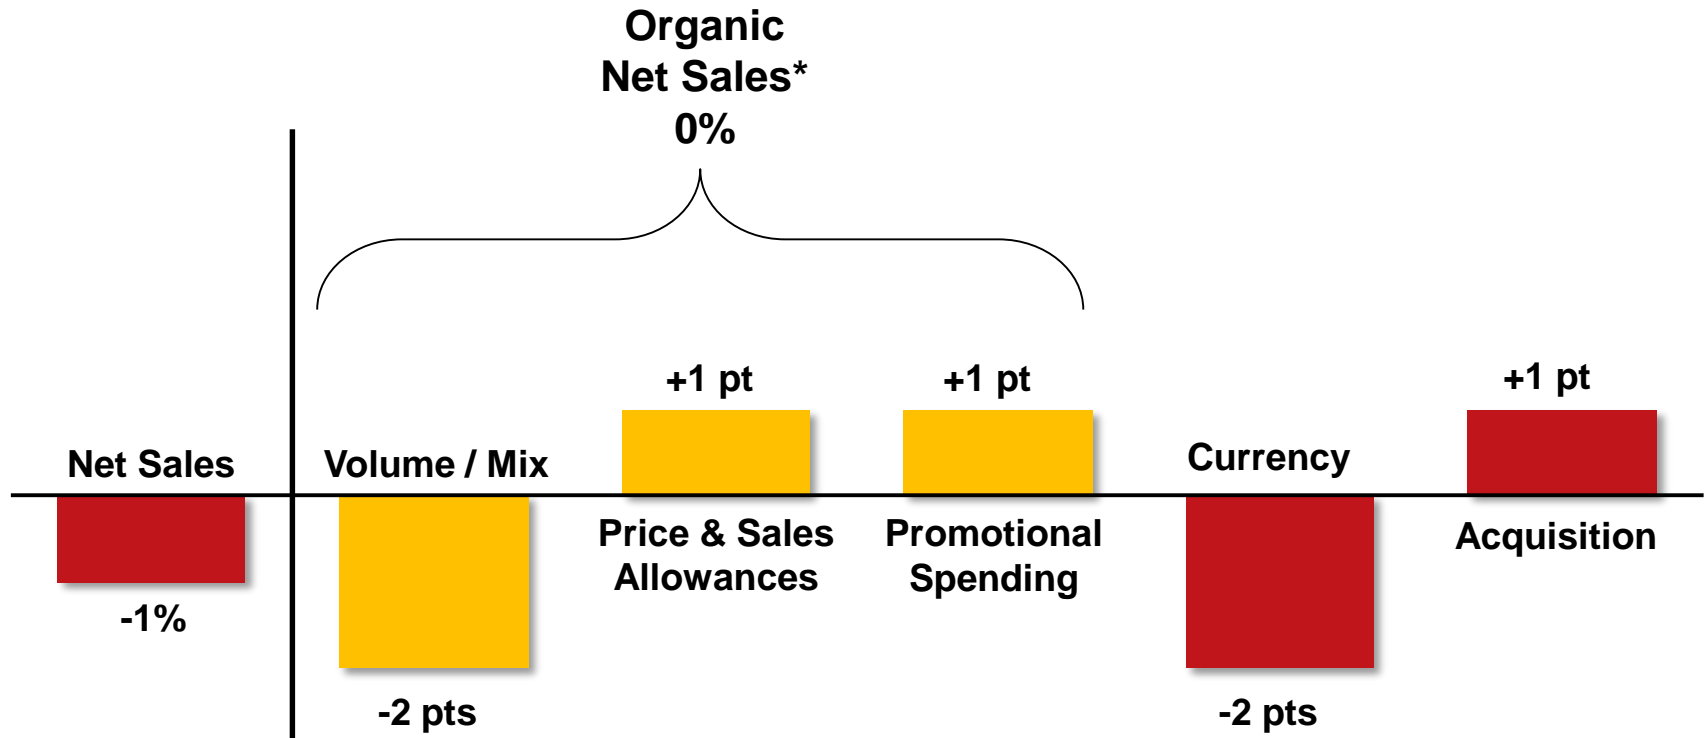 Organic
Net Sales*
0%
+1 pt
+1 pt
+1 pt
Net Sales
Volume / Mix
Currency
Price & Sales
Allowances
Promotional
Spending
Acquisition
-1%
-2 pts
-2 pts